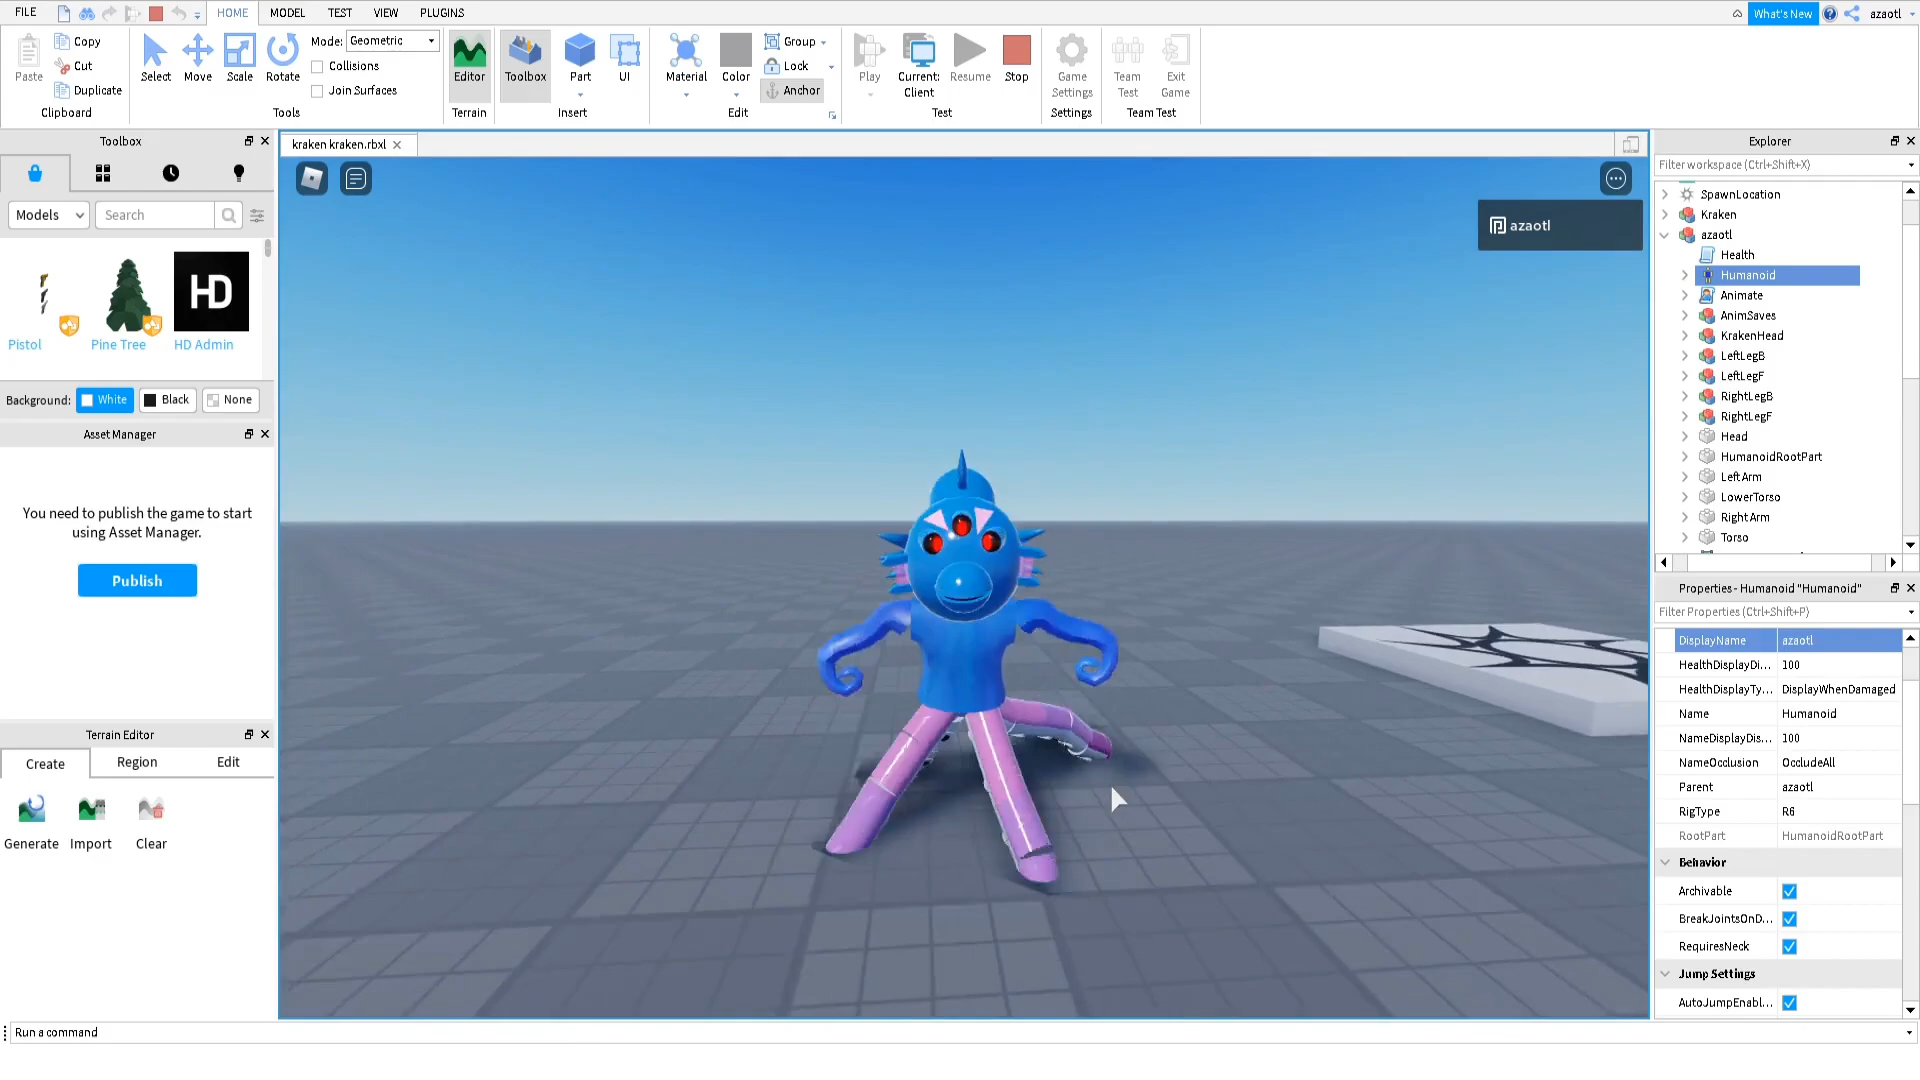 FILE
HOME
MODEL
TEST
VIEW
PLUGINS
What's New
azaotl
Paste
Copy
Cut
Duplicate
Clipboard
Select
Move
Scale
Rotate
Mode: Geometric
Collisions
Join Surfaces
Tools
Editor
Terrain
Toolbox
Part
UI
Insert
Material
Color
Group
Lock
Anchor
Edit
Play
Current:
Client
Resume
Stop
Test
Game
Settings
Settings
Team
Test
Exit
Game
Team Test
Toolbox
Models
Search
HD
Pistol
Pine Tree
HD Admin
Background:
White
Black
None
Asset Manager
You need to publish the game to start
using Asset Manager.
Publish
Terrain Editor
Create
Region
Edit
Generate
Import
Clear
kraken kraken.rbxl
azaotl
Explorer
Filter workspace (Ctrl+Shift+X)
SpawnLocation
Kraken
azaotl
Health
Humanoid
Animate
AnimSaves
KrakenHead
LeftLegB
LeftLegF
RightLegB
RightLegF
Head
HumanoidRootPart
Left Arm
LowerTorso
Right Arm
Torso
Properties - Humanoid "Humanoid"
Filter Properties (Ctrl+Shift+P)
DisplayName azaotl
HealthDisplayDi... 100
HealthDisplayTy... DisplayWhenDamaged
Name Humanoid
NameDisplayDis... 100
NameOcclusion OccludeAll
Parent azaotl
RigType R6
RootPart HumanoidRootPart
Behavior
Archivable
BreakJointsOnD...
RequiresNeck
Jump Settings
AutoJumpEnabl...
Run a command